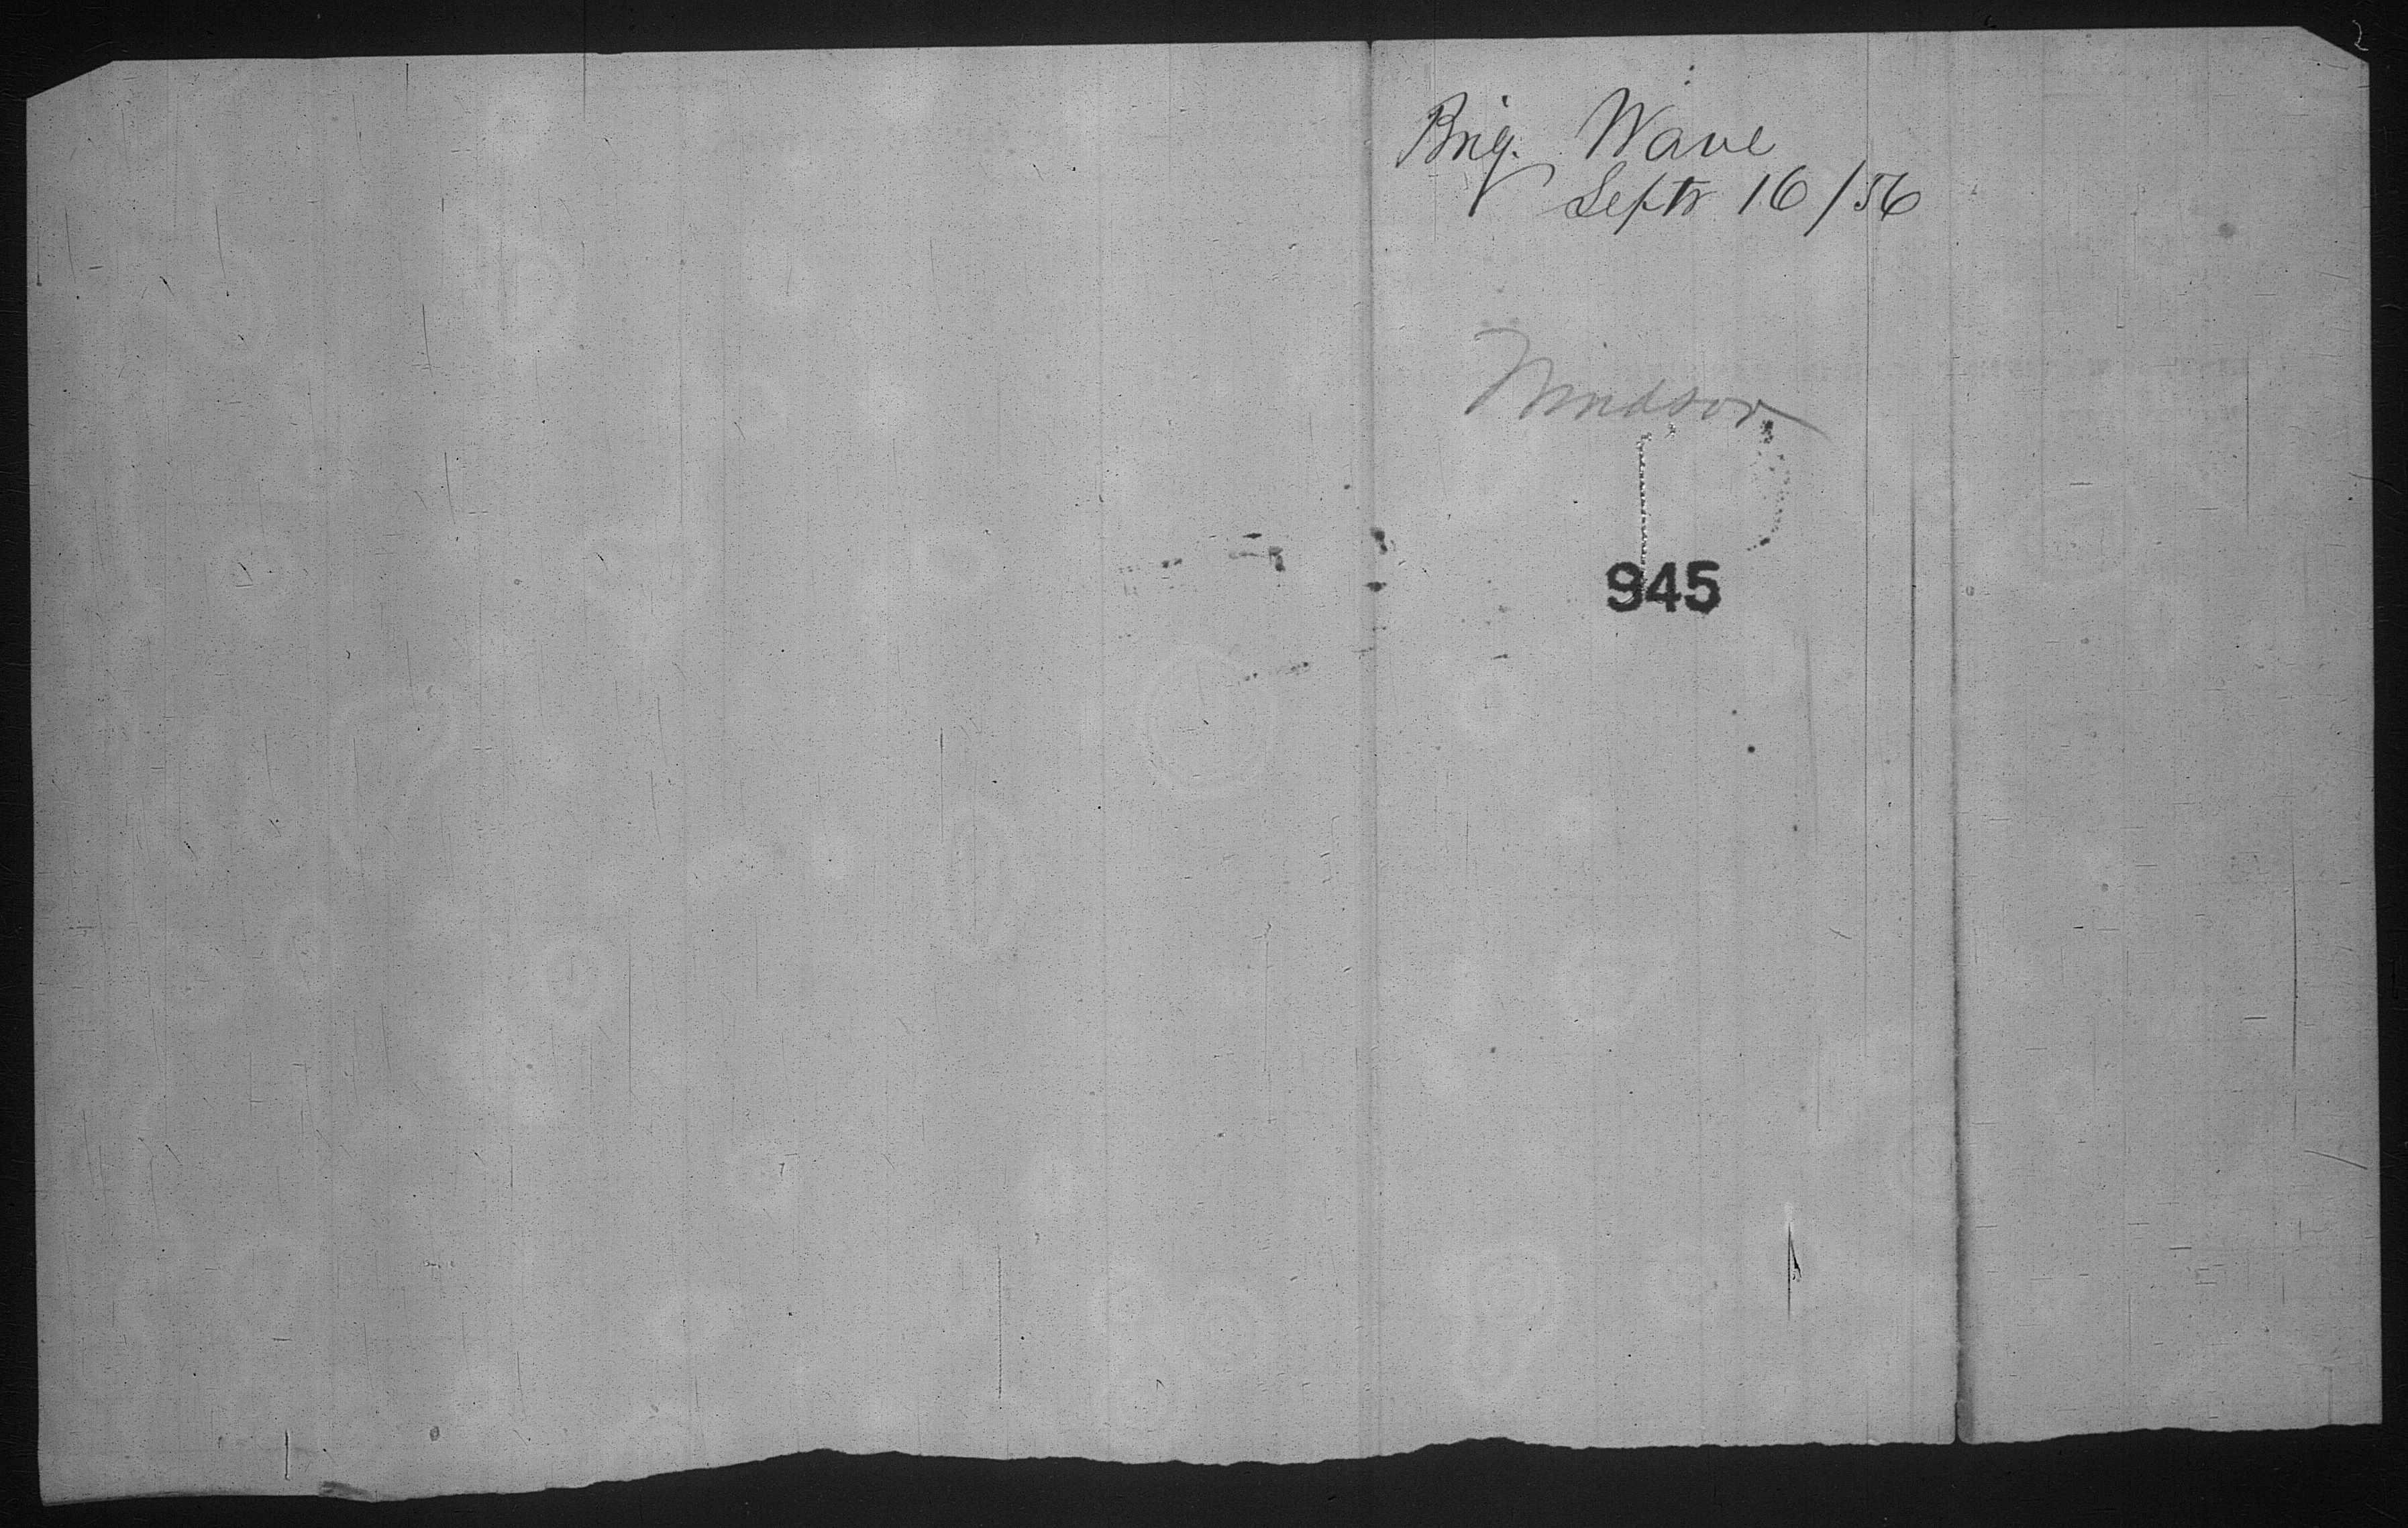 Brig. Wave
Septr 16/56
Windsor
945